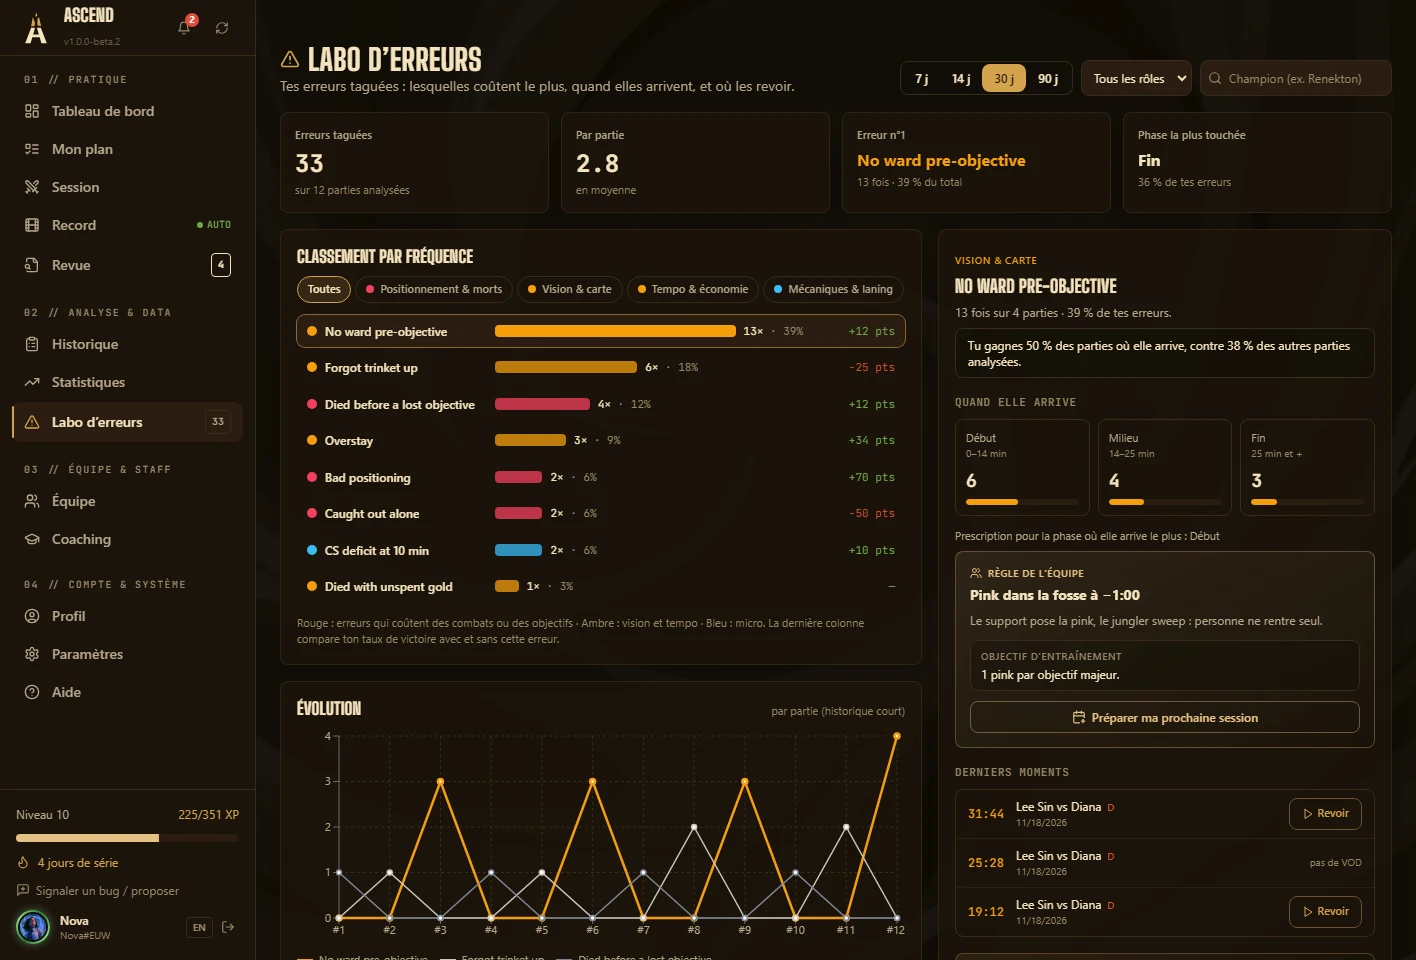 ASCEND
v1.0.0-beta.2
2
01 // PRATIQUE
Tableau de bord
Mon plan
Session
Record
AUTO
Revue
4
02 // ANALYSE & DATA
Historique
Statistiques
Labo d'erreurs
33
03 // ÉQUIPE & STAFF
Équipe
Coaching
04 // COMPTE & SYSTÈME
Profil
Paramètres
Aide
Niveau 10
225/351 XP
4 jours de série
Signaler un bug / proposer
Nova
Nova#EUW
EN
LABO D'ERREURS
Tes erreurs taguées : lesquelles coûtent le plus, quand elles arrivent, et où les revoir.
7 j 14 j 30 j 90 j
Tous les rôles
Champion (ex. Renekton)
Erreurs taguées
33
sur 12 parties analysées
Par partie
2.8
en moyenne
Erreur n°1
No ward pre-objective
13 fois · 39 % du total
Phase la plus touchée
Fin
36 % de tes erreurs
CLASSEMENT PAR FRÉQUENCE
Toutes
Positionnement & morts
Vision & carte
Tempo & économie
Mécaniques & laning
No ward pre-objective 13× · 39% +12 pts
Forgot trinket up 6× · 18% -25 pts
Died before a lost objective 4× · 12% +12 pts
Overstay 3× · 9% +34 pts
Bad positioning 2× · 6% +70 pts
Caught out alone 2× · 6% -50 pts
CS deficit at 10 min 2× · 6% +10 pts
Died with unspent gold 1× · 3% –
Rouge : erreurs qui coûtent des combats ou des objectifs · Ambre : vision et tempo · Bleu : micro. La dernière colonne
compare ton taux de victoire avec et sans cette erreur.
ÉVOLUTION
par partie (historique court)
4
3
2
1
0
#1 #2 #3 #4 #5 #6 #7 #8 #9 #10 #11 #12
No ward pre-objective Forgot trinket up Died before a lost objective
VISION & CARTE
NO WARD PRE-OBJECTIVE
13 fois sur 4 parties · 39 % de tes erreurs.
Tu gagnes 50 % des parties où elle arrive, contre 38 % des autres parties
analysées.
QUAND ELLE ARRIVE
Début
0–14 min
6
Milieu
14–25 min
4
Fin
25 min et +
3
Prescription pour la phase où elle arrive le plus : Début
RÈGLE DE L'ÉQUIPE
Pink dans la fosse à −1:00
Le support pose la pink, le jungler sweep : personne ne rentre seul.
OBJECTIF D'ENTRAÎNEMENT
1 pink par objectif majeur.
Préparer ma prochaine session
DERNIERS MOMENTS
31:44
Lee Sin vs Diana D
11/18/2026
Revoir
25:28
Lee Sin vs Diana D
11/18/2026
pas de VOD
19:12
Lee Sin vs Diana D
11/18/2026
Revoir